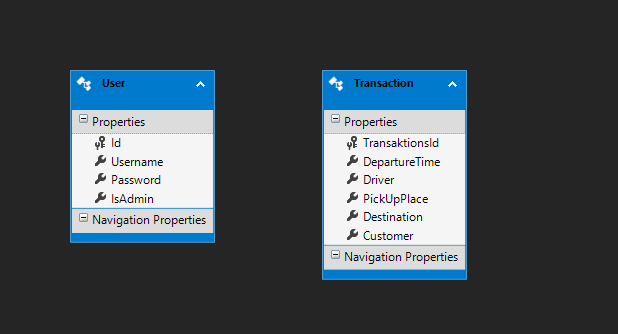 User
Properties
Id
Username
Password
IsAdmin
Navigation Properties
Transaction
Properties
TransaktionsId
DepartureTime
Driver
PickUpPlace
Destination
Customer
Navigation Properties